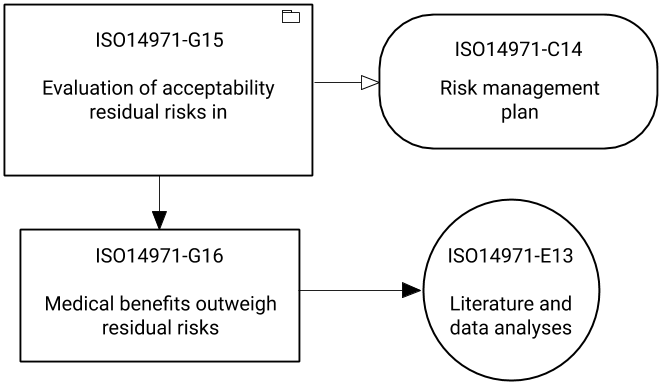 ISO14971-G15
Evaluation of acceptability
residual risks in
ISO14971-C14
Risk management
plan
ISO14971-G16
Medical benefits outweigh
residual risks
ISO14971-E13
Literature and
data analyses